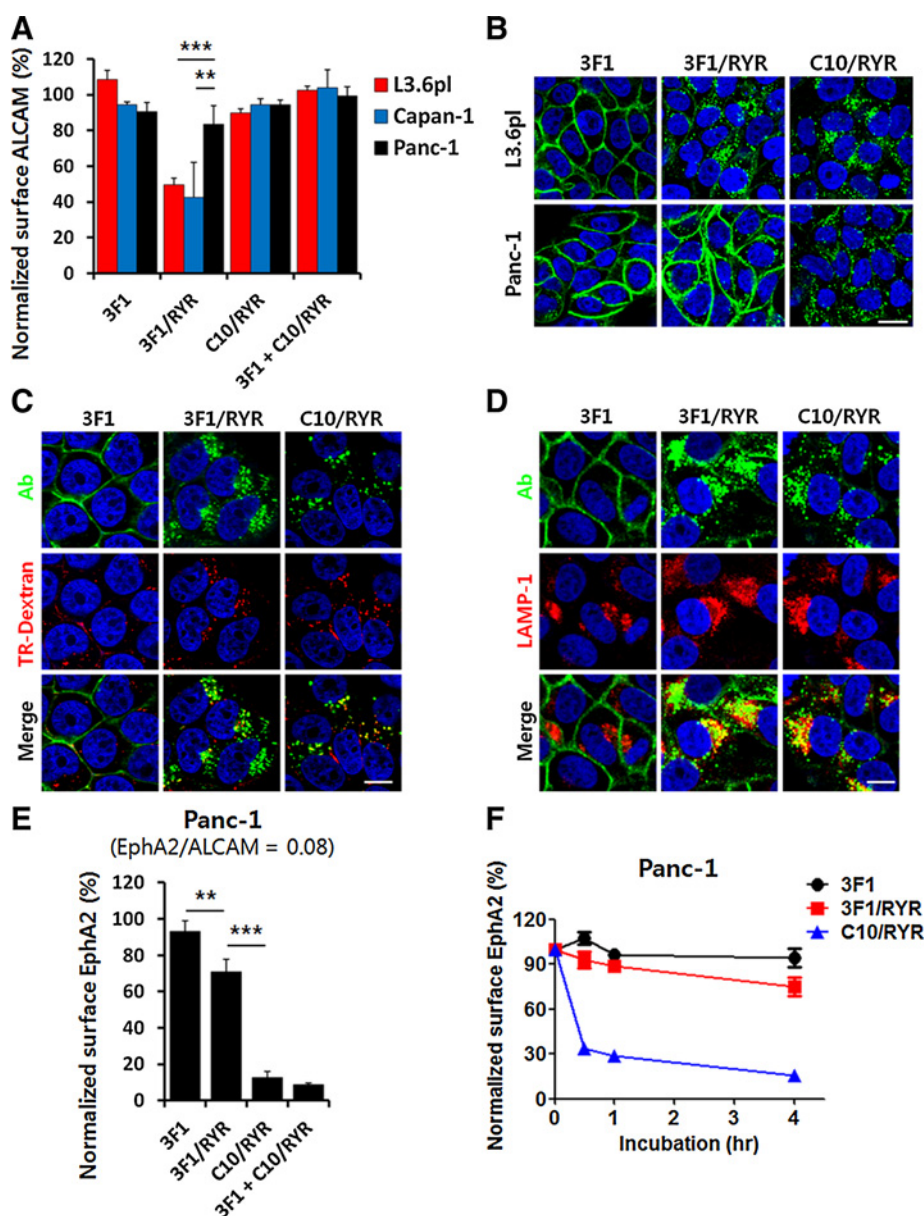 A
Normalized surface ALCAM (%)
120
100
80
60
40
20
0
***
**
L3.6pl
Capan-1
Panc-1
3F1
3F1/RYR
C10/RYR
3F1 + C10/RYR
B
3F1
3F1/RYR
C10/RYR
L3.6pl
Panc-1
C
3F1
3F1/RYR
C10/RYR
Ab
TR-Dextran
Merge
D
3F1
3F1/RYR
C10/RYR
Ab
LAMP-1
Merge
E
Panc-1
(EphA2/ALCAM = 0.08)
Normalized surface EphA2 (%)
120
100
80
60
40
20
0
**
***
3F1
3F1/RYR
C10/RYR
3F1 + C10/RYR
F
Panc-1
3F1
3F1/RYR
C10/RYR
Normalized surface EphA2 (%)
120
90
60
30
0
0 1 2 3 4
Incubation (hr)